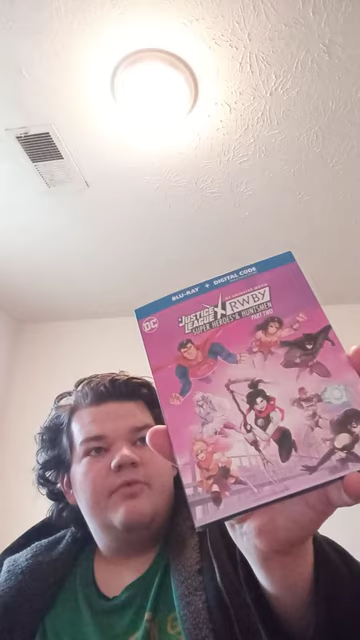 BLU-RAY + DIGITAL CODE
DC
JUSTICE LEAGUE X RWBY
SUPER HEROES & HUNTSMEN
PART TWO